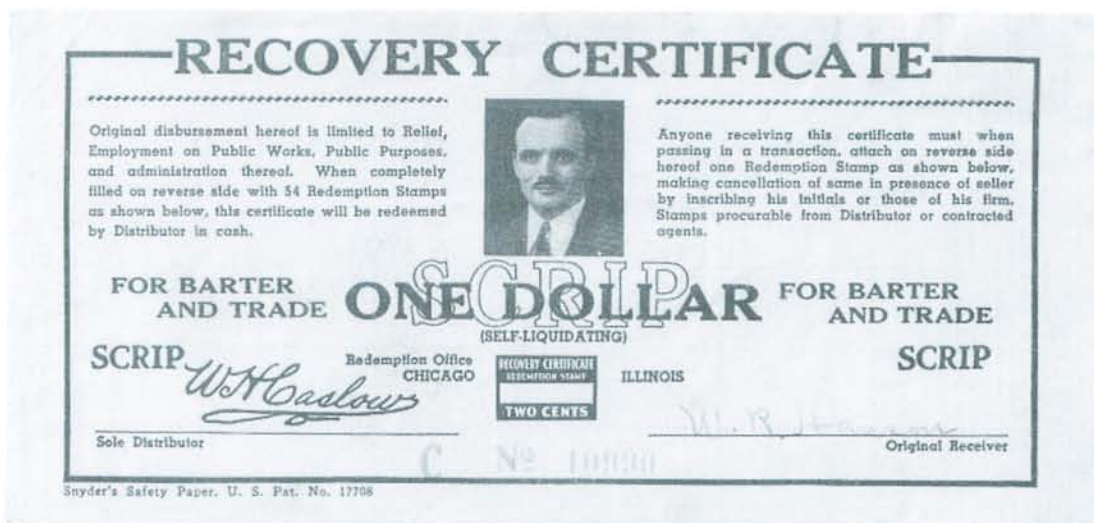 RECOVERY CERTIFICATE
Original disbursement hereof is limited to Relief,
Employment on Public Works, Public Purposes,
and administration thereof. When completely
filled on reverse side with 54 Redemption Stamps
as shown below, this certificate will be redeemed
by Distributor in cash.
Anyone receiving this certificate must when
passing in a transaction, attach on reverse side
hereof one Redemption Stamp as shown below,
making cancellation of same in presence of seller
by inscribing his initials or those of his firm.
Stamps procurable from Distributor or contracted
agents.
FOR BARTER
AND TRADE
SCRIP
ONE DOLLAR
(SELF-LIQUIDATING)
FOR BARTER
AND TRADE
SCRIP
W H Caslow
Redemption Office
CHICAGO
RECOVERY CERTIFICATE
REDEMPTION STAMP
TWO CENTS
ILLINOIS
SCRIP
Sole Distributor
W. R.
Original Receiver
C No
Snyder's Safety Paper. U. S. Pat. No. 17708